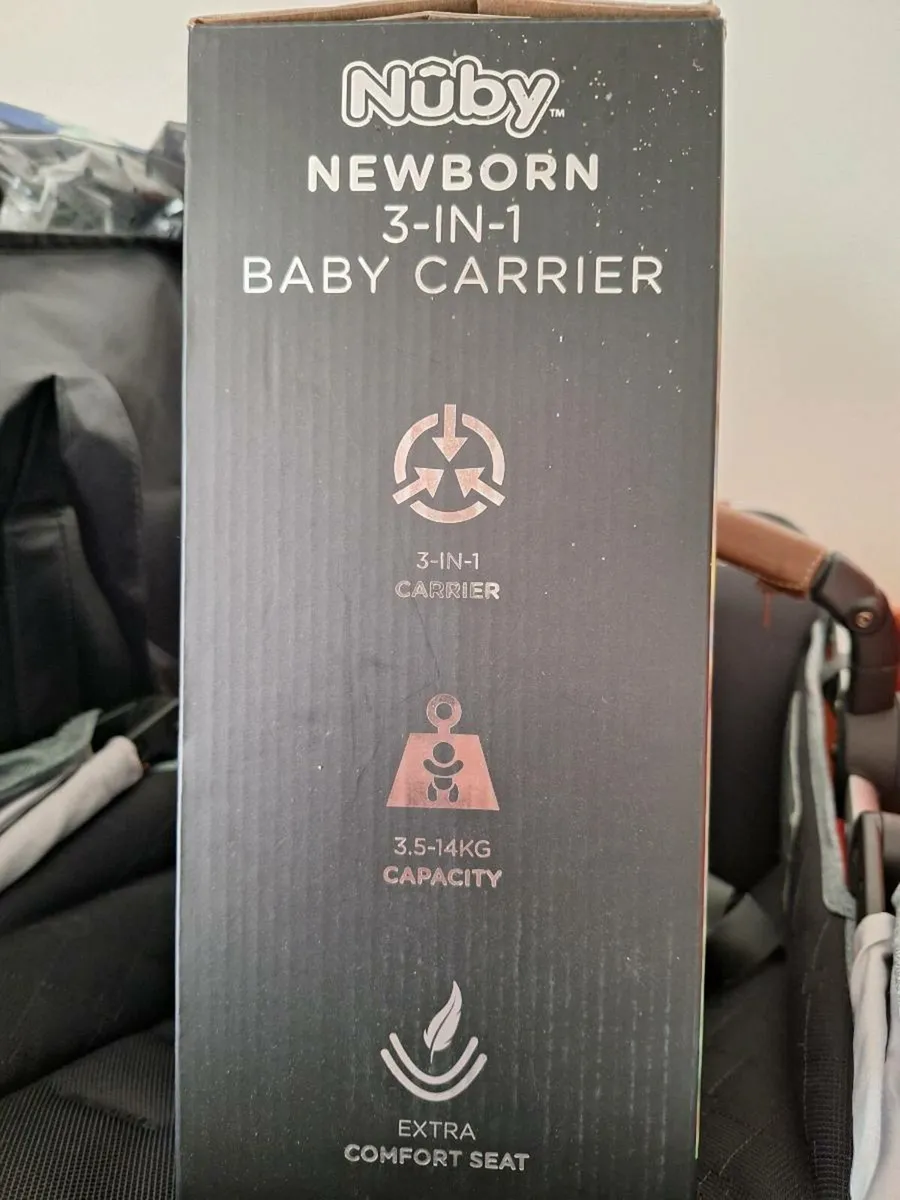 Nûby™
NEWBORN
3-IN-1
BABY CARRIER
3-IN-1
CARRIER
3.5-14KG
CAPACITY
EXTRA
COMFORT SEAT